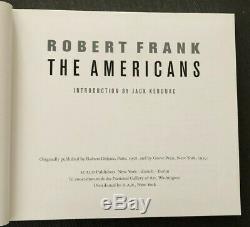 ROBERT FRANK
THE AMERICANS
INTRODUCTION BY JACK KEROUAC
Originally published by Robert Delpire, Paris, 1958, and by Grove Press, New York, 1959
SCALO Publishers New York - Zurich - Berlin
in association with the National Gallery of Art, Washington
Distributed by D.A.P., New York